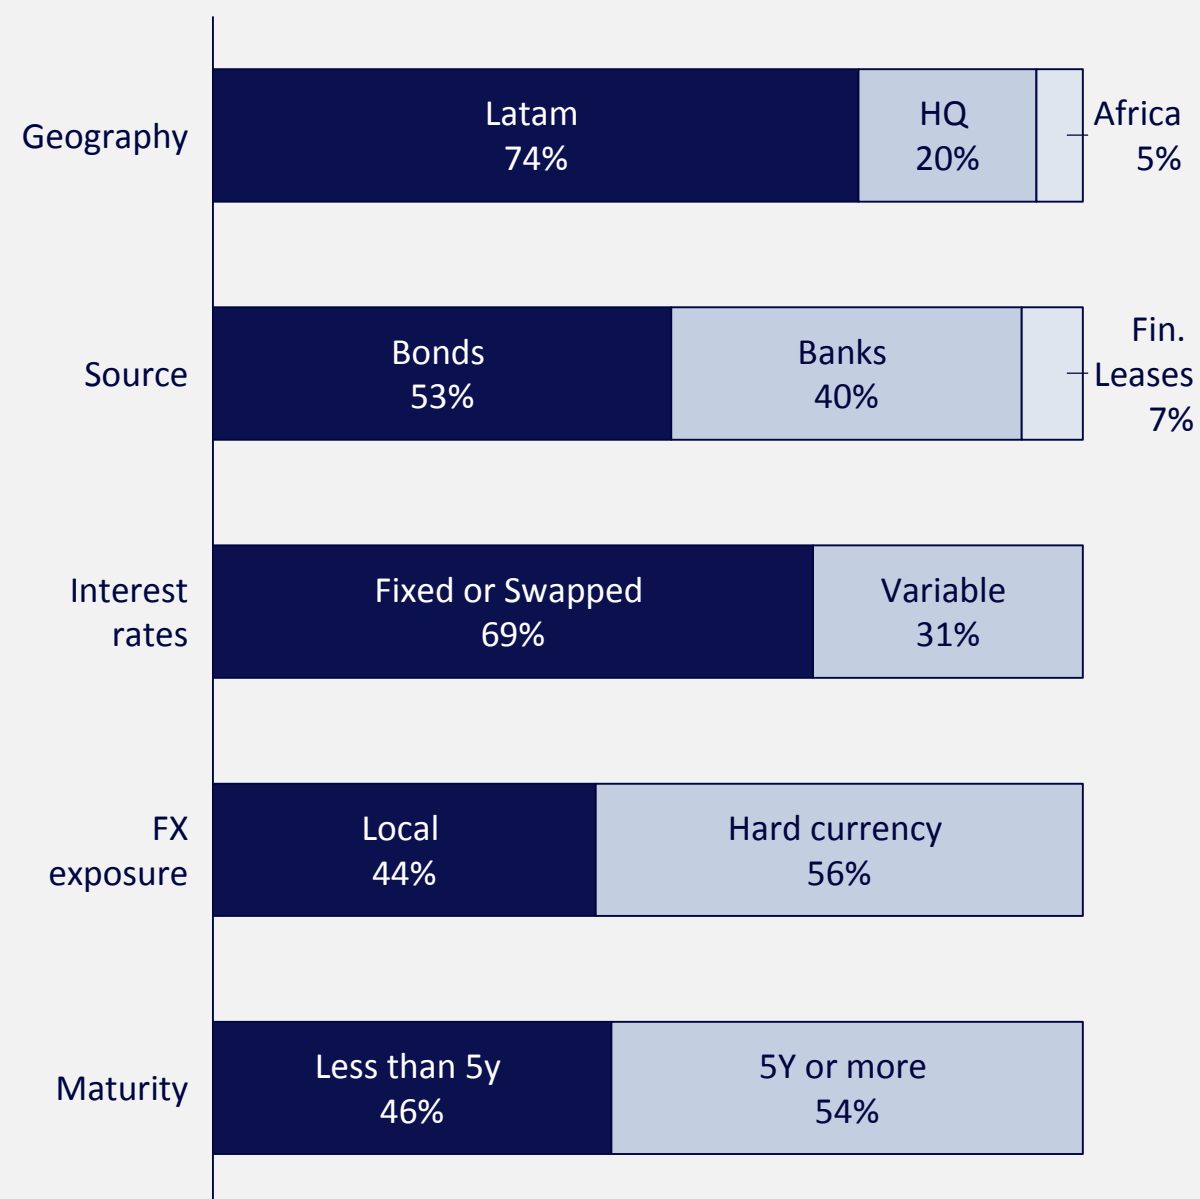 Geography
Latam
74%
HQ
20%
Africa
5%
Source
Bonds
53%
Banks
40%
Fin.
Leases
7%
Interest
rates
Fixed or Swapped
69%
Variable
31%
FX
exposure
Local
44%
Hard currency
56%
Maturity
Less than 5y
46%
5Y or more
54%